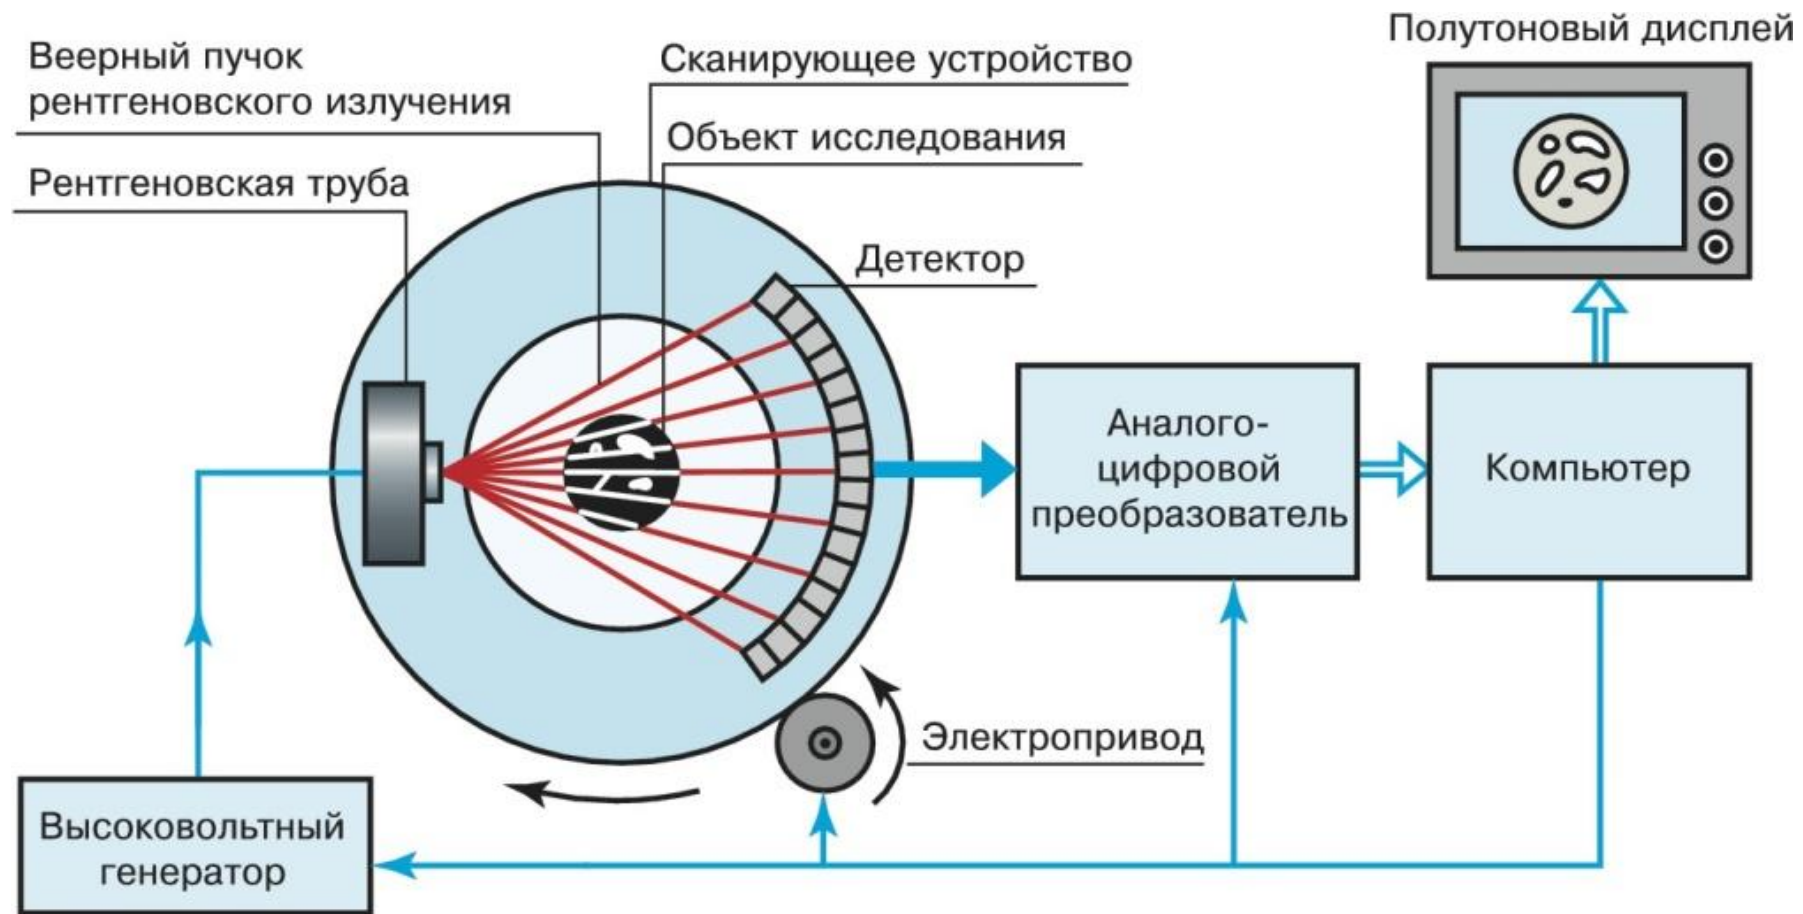 Полутоновый дисплей
Веерный пучок
рентгеновского излучения
Сканирующее устройство
Объект исследования
Рентгеновская труба
Детектор
Аналого-
цифровой
преобразователь
Компьютер
Электропривод
Высоковольтный
генератор